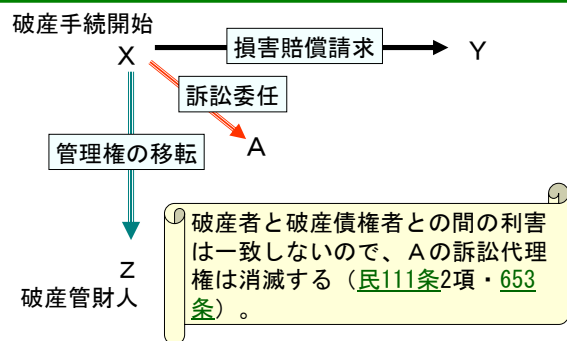 破産手続開始
X
損害賠償請求
Y
訴訟委任
管理権の移転
A
Z
破産管財人
破産者と破産債権者との間の利害
は一致しないので、Aの訴訟代理
権は消滅する（民111条2項・653
条）。